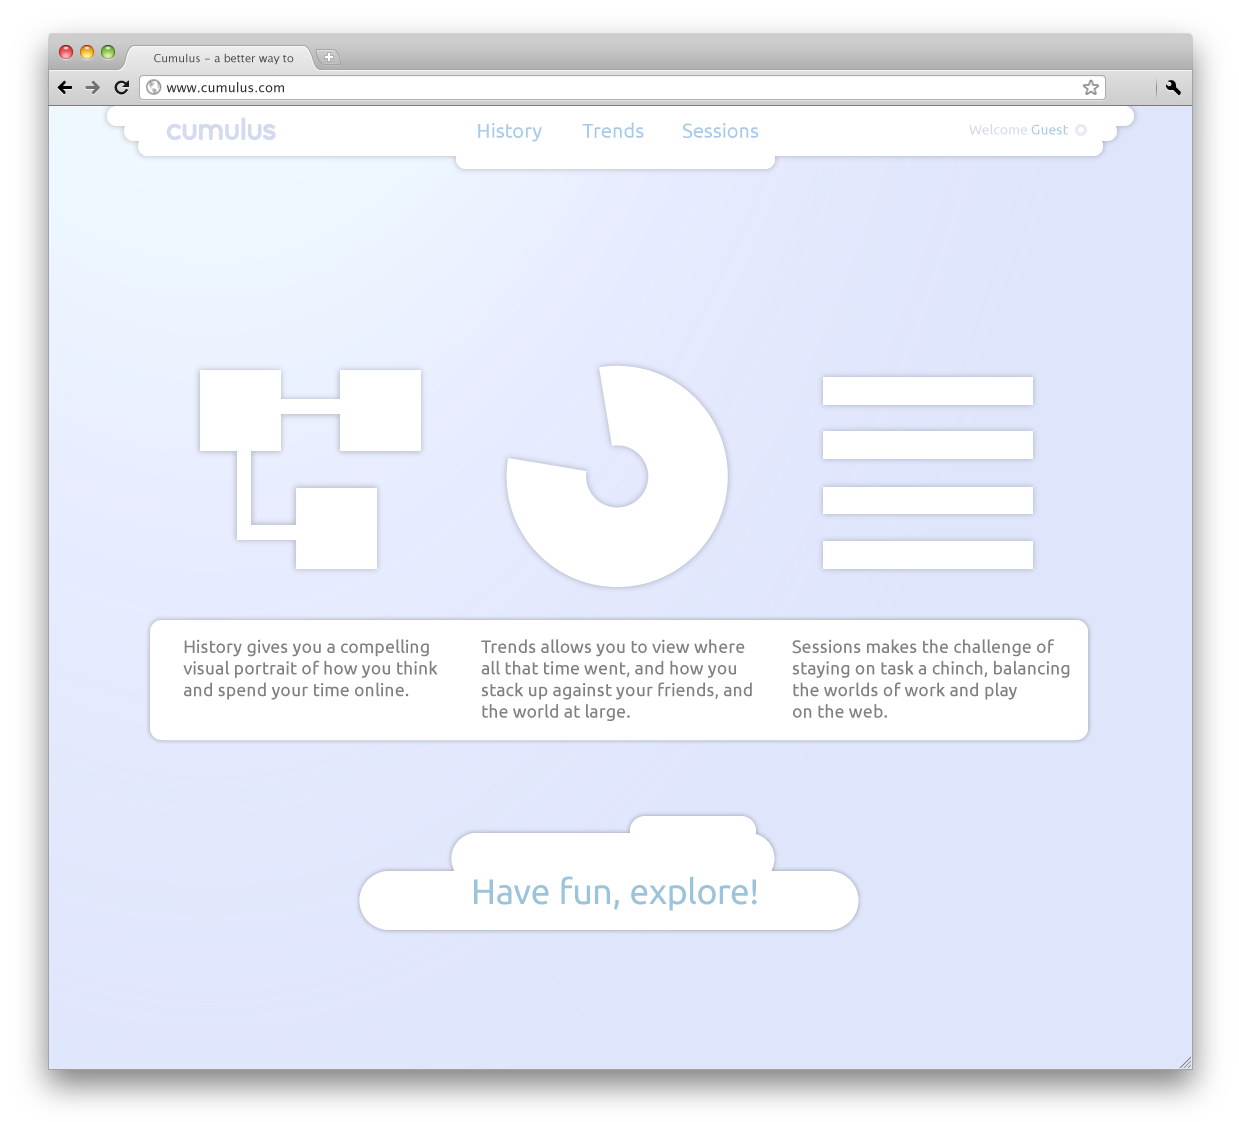 Cumulus – a better way to
www.cumulus.com
cumulus
History Trends Sessions
Welcome Guest
History gives you a compelling
visual portrait of how you think
and spend your time online.
Trends allows you to view where
all that time went, and how you
stack up against your friends, and
the world at large.
Sessions makes the challenge of
staying on task a chinch, balancing
the worlds of work and play
on the web.
Have fun, explore!